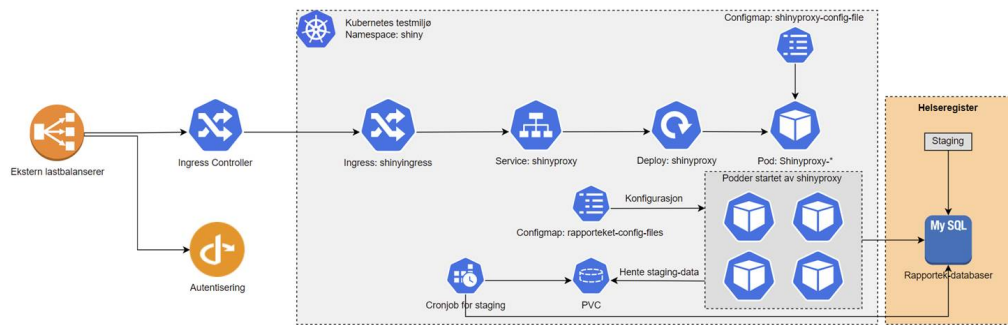 Kubernetes testmiljø
Namespace: shiny
Configmap: shinyproxy-config-file
Ekstern lastbalanserer
Ingress Controller
Ingress: shinyingress
Service: shinyproxy
Deploy: shinyproxy
Pod: Shinyproxy-*
Helseregister
Staging
Podder startet av shinyproxy
Konfigurasjon
Configmap: rapporteket-config-files
My SQL
Rapportek-databaser
Autentisering
Hente staging-data
Cronjob for staging
PVC